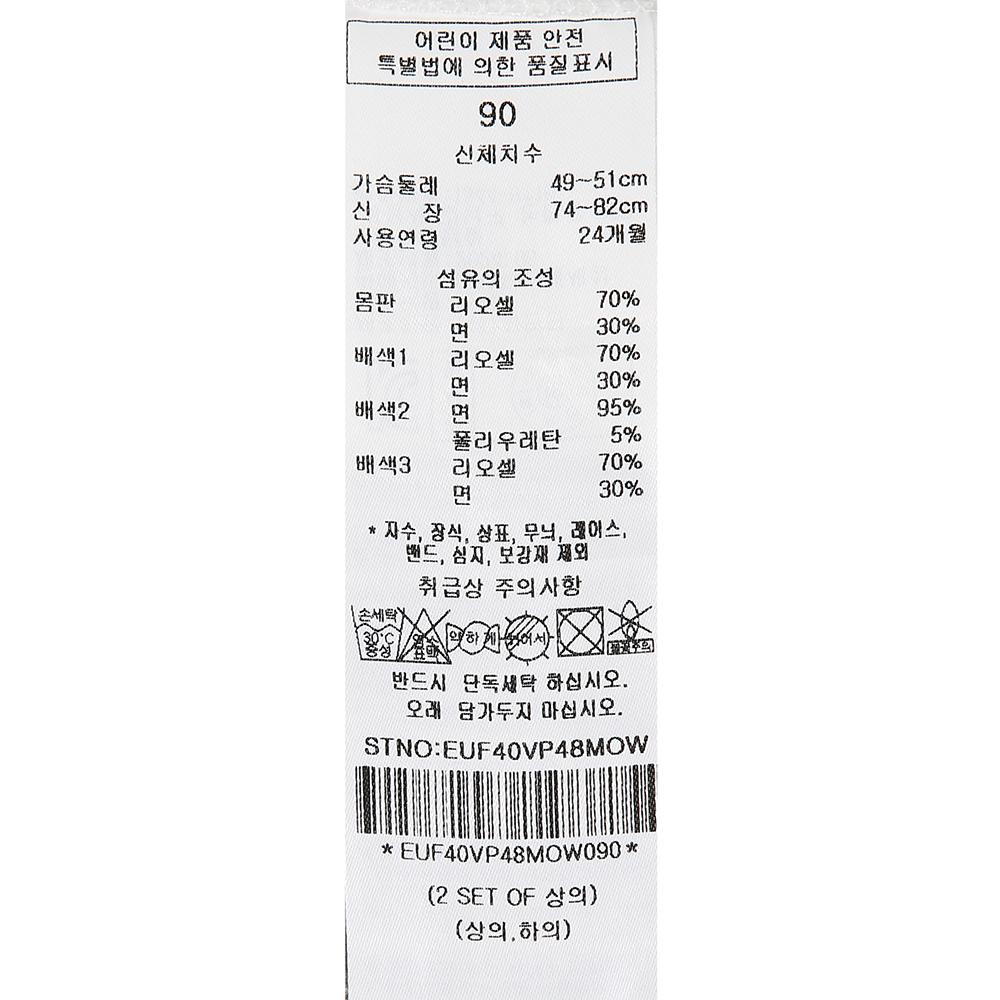 어린이 제품 안전
특별법에 의한 품질표시
90
신체치수
가슴둘레 49~51cm
신 장 74~82cm
사용연령 24개월
섬유의 조성
몸판 리오셀 70%
면 30%
배색1 리오셀 70%
면 30%
배색2 면 95%
폴리우레탄 5%
배색3 리오셀 70%
면 30%
* 자수, 장식, 상표, 무늬, 레이스,
밴드, 심지, 보강재 제외
취급상 주의사항
손세탁
30°C 염소 약하게 뉘어서
중성 표백
반드시 단독세탁 하십시오.
오래 담가두지 마십시오.
STNO:EUF40VP48MOW
*EUF40VP48MOW090*
(2 SET OF 상의)
(상의,하의)